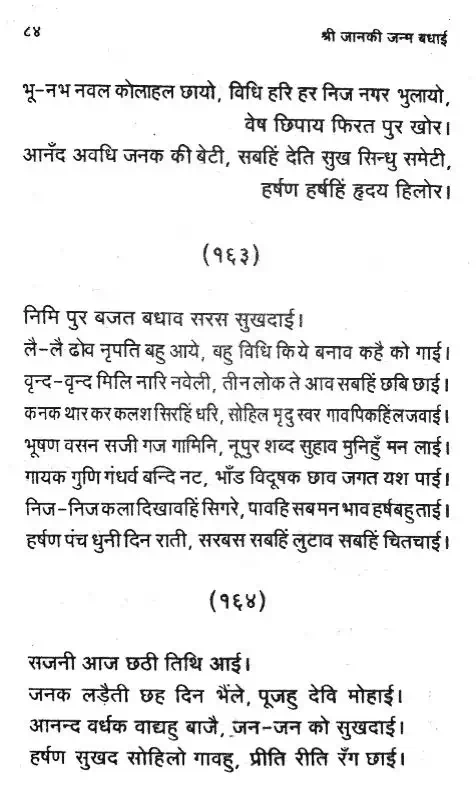 ८४
श्री जानकी जन्म बधाई
भू-नभ नवल कोलाहल छायो, विधि हरि हर निज नगर भुलायो,
वेष छिपाय फिरत पुर खोर।
आनँद अवधि जनक की बेटी, सबहिं देति सुख सिन्धु समेटी,
हर्षण हर्षहिं हृदय हिलोर।
(१६३)
निमि पुर बजत बधाव सरस सुखदाई।
लै-लै ढोव नृपति बहु आये, बहु विधि किये बनाव कहै को गाई।
वृन्द-वृन्द मिलि नारि नवेली, तीन लोक ते आव सबहिं छबि छाई।
कनक थार कर कलश सिरहिं धरि, सोहिल मृदु स्वर गाव पिकहिं लजवाई।
भूषण वसन सजी गज गामिनि, नूपुर शब्द सुहाव मुनिहुँ मन लाई।
गायक गुणि गंधर्व बन्दि नट, भाँड विदूषक छाव जगत यश पाई।
निज-निज कला दिखावहिं सिगरे, पावहि सब मन भाव हर्ष बहुताई।
हर्षण पंच धुनी दिन राती, सरबस सबहिं लुटाव सबहिं चितचाई।
(१६४)
सजनी आज छठी तिथि आई।
जनक लड़ैती छह दिन भैंले, पूजहु देवि मोहाई।
आनन्द वर्धक वाद्यहु बाजै, जन-जन को सुखदाई।
हर्षण सुखद सोहिलो गावहु, प्रीति रीति रँग छाई।